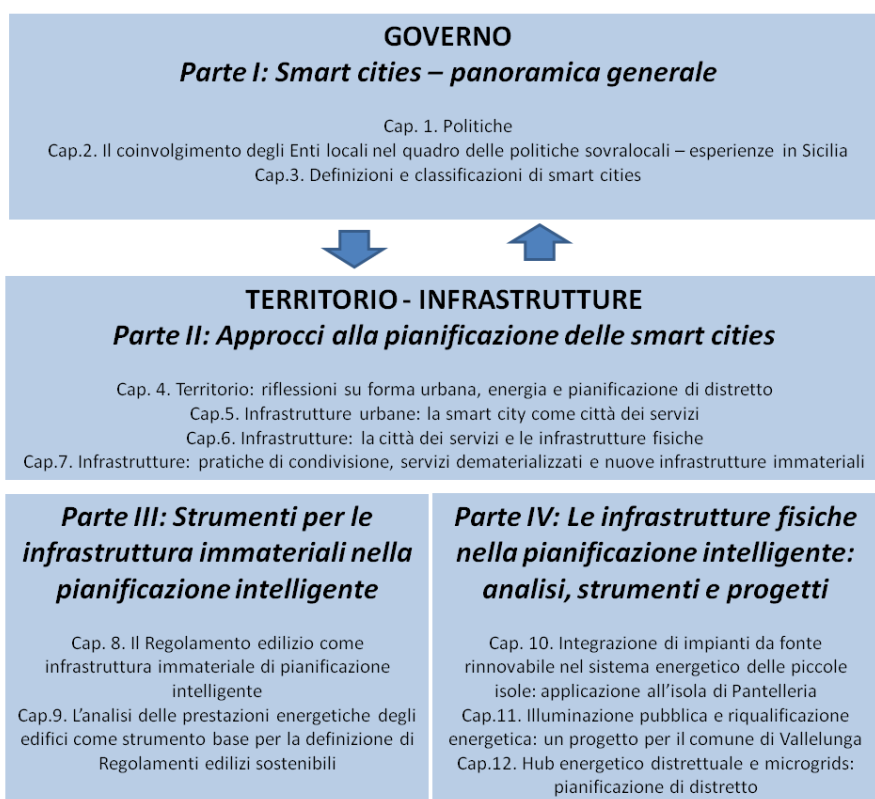 GOVERNO
Parte I: Smart cities – panoramica generale
Cap. 1. Politiche
Cap.2. Il coinvolgimento degli Enti locali nel quadro delle politiche sovralocali – esperienze in Sicilia
Cap.3. Definizioni e classificazioni di smart cities
TERRITORIO - INFRASTRUTTURE
Parte II: Approcci alla pianificazione delle smart cities
Cap. 4. Territorio: riflessioni su forma urbana, energia e pianificazione di distretto
Cap.5. Infrastrutture urbane: la smart city come città dei servizi
Cap.6. Infrastrutture: la città dei servizi e le infrastrutture fisiche
Cap.7. Infrastrutture: pratiche di condivisione, servizi dematerializzati e nuove infrastrutture immateriali
Parte III: Strumenti per le
infrastruttura immateriali nella
pianificazione intelligente
Cap. 8. Il Regolamento edilizio come
infrastruttura immateriale di pianificazione
intelligente
Cap.9. L'analisi delle prestazioni energetiche degli
edifici come strumento base per la definizione di
Regolamenti edilizi sostenibili
Parte IV: Le infrastrutture fisiche
nella pianificazione intelligente:
analisi, strumenti e progetti
Cap. 10. Integrazione di impianti da fonte
rinnovabile nel sistema energetico delle piccole
isole: applicazione all'isola di Pantelleria
Cap.11. Illuminazione pubblica e riqualificazione
energetica: un progetto per il comune di Vallelunga
Cap.12. Hub energetico distrettuale e microgrids:
pianificazione di distretto